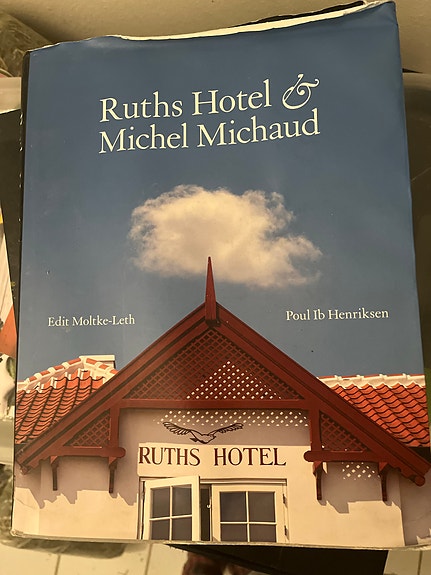 Ruths Hotel &
Michel Michaud
Edit Moltke-Leth
Poul Ib Henriksen
RUTHS HOTEL